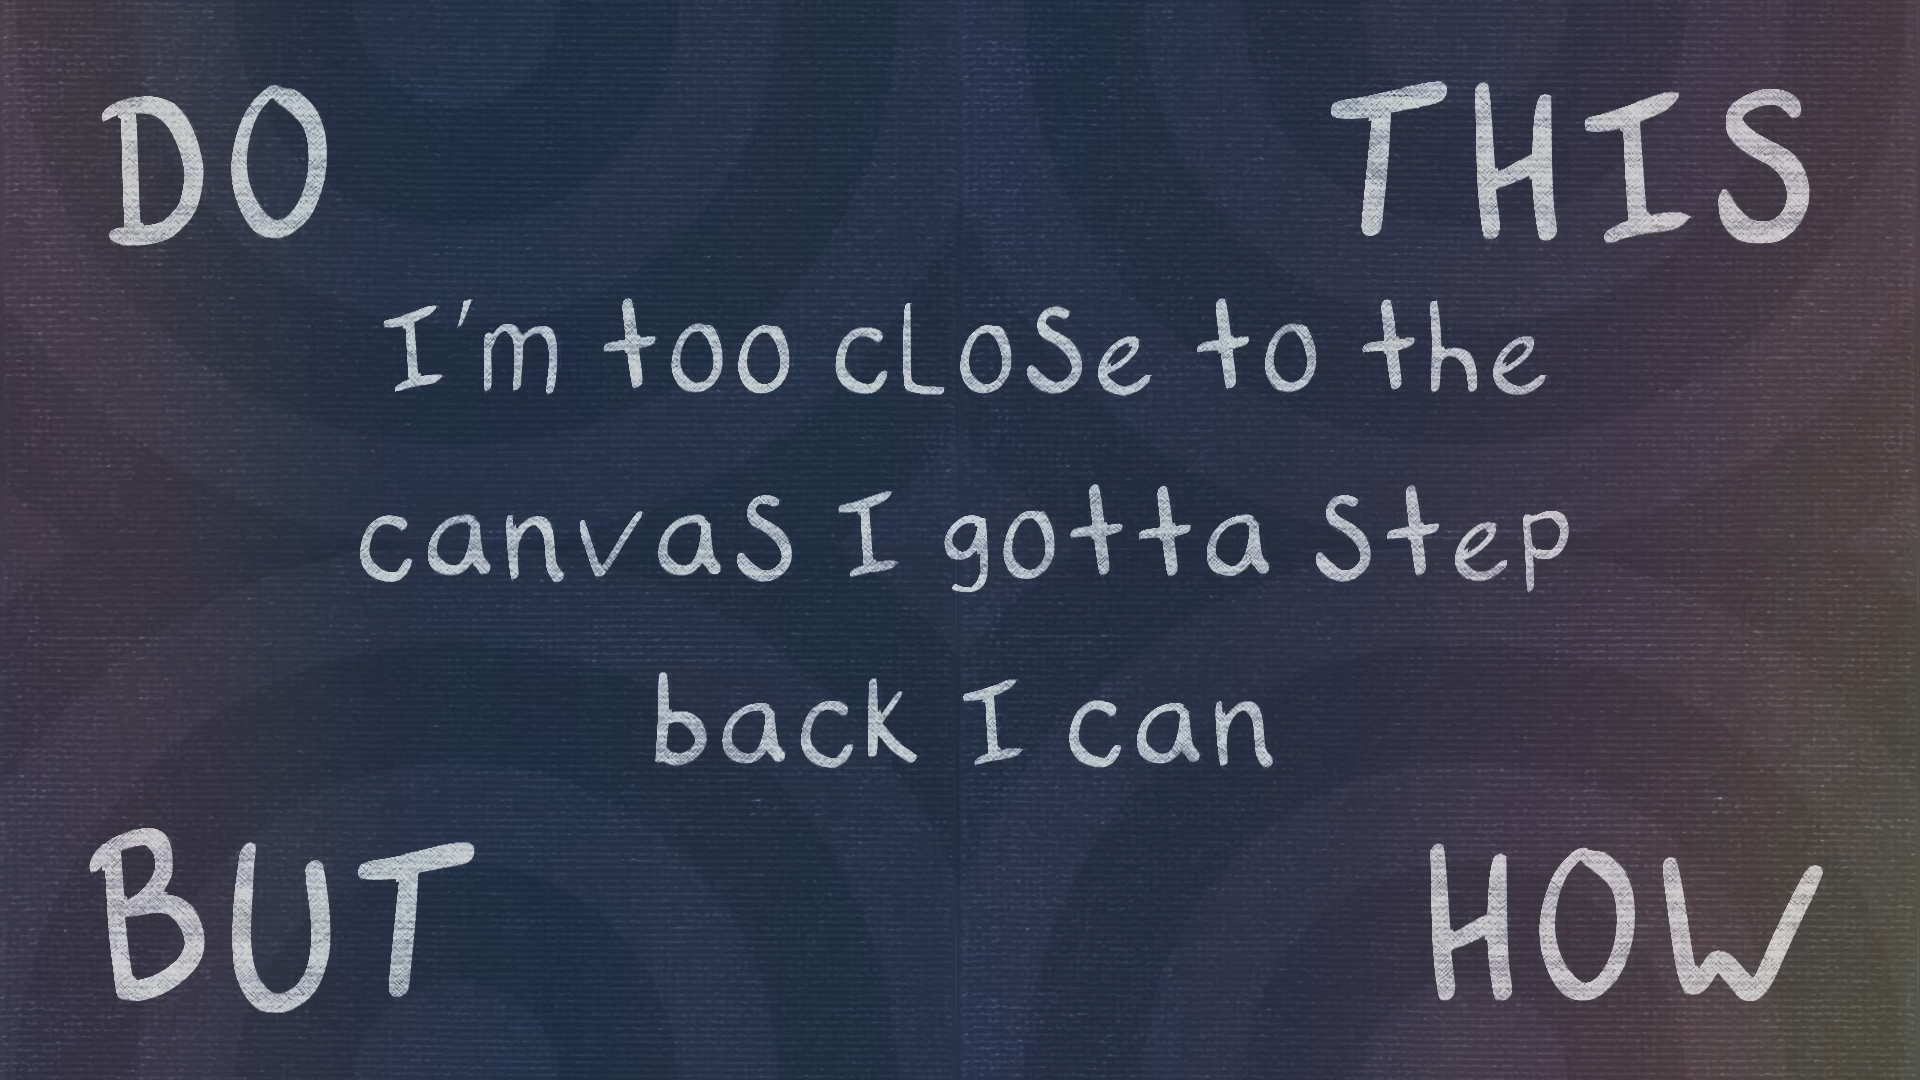 DO THIS
I'm too close to the
canvas I gotta step
back I can
BUT HOW